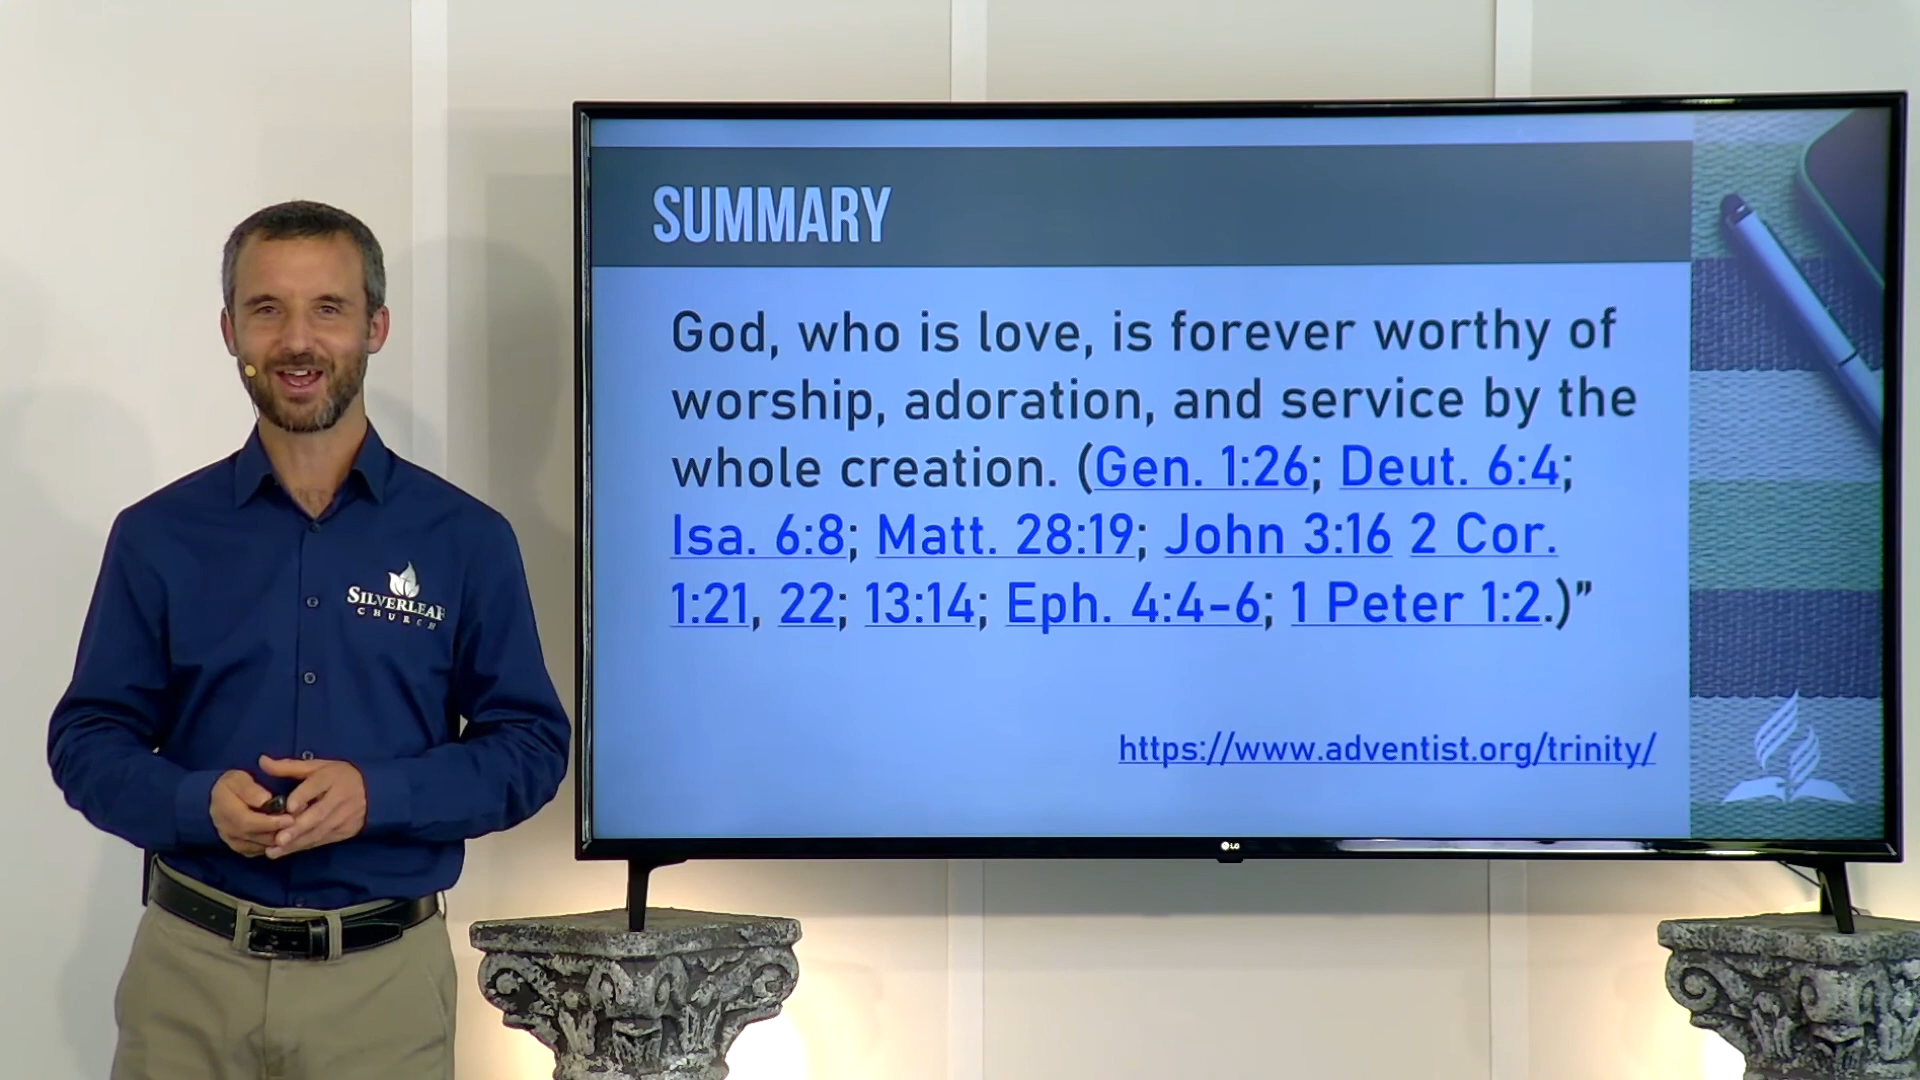 SUMMARY
God, who is love, is forever worthy of
worship, adoration, and service by the
whole creation. (Gen. 1:26; Deut. 6:4;
Isa. 6:8; Matt. 28:19; John 3:16 2 Cor.
1:21, 22; 13:14; Eph. 4:4-6; 1 Peter 1:2.)”
https://www.adventist.org/trinity/
SILVERLEAF
CHURCH
LG